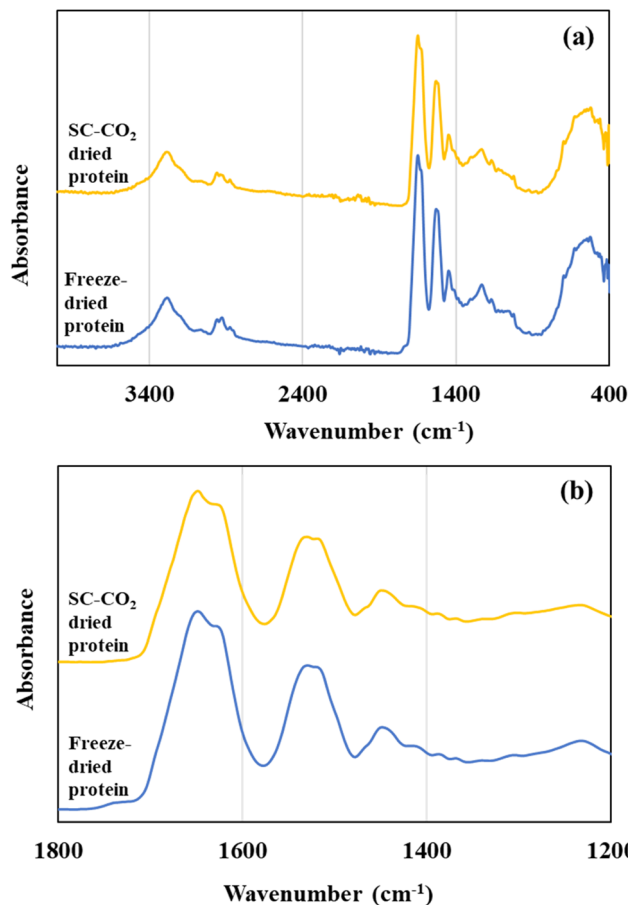 (a)
SC-CO2
dried
protein
Absorbance
Freeze-
dried
protein
3400 2400 1400 400
Wavenumber (cm-1)
(b)
SC-CO2
dried
protein
Absorbance
Freeze-
dried
protein
1800 1600 1400 1200
Wavenumber (cm-1)